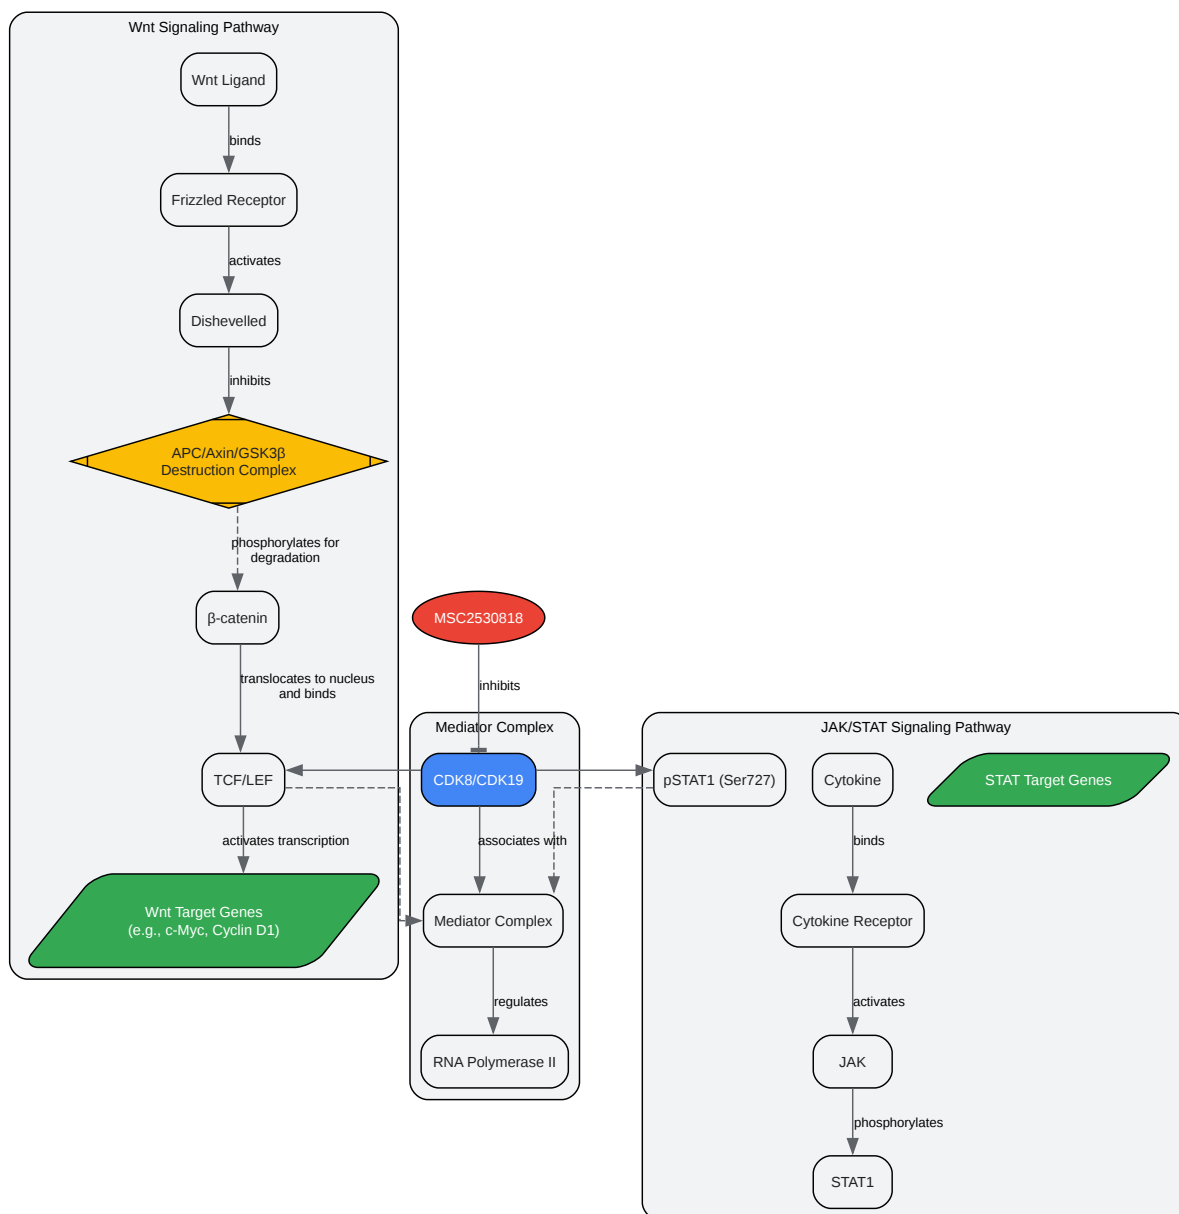 Wnt Signaling Pathway
Wnt Ligand
binds
Frizzled Receptor
activates
Dishevelled
inhibits
APC/Axin/GSK3β
Destruction Complex
phosphorylates for
degradation
β-catenin
translocates to nucleus
and binds
TCF/LEF
activates transcription
Wnt Target Genes
(e.g., c-Myc, Cyclin D1)
MSC2530818
inhibits
Mediator Complex
CDK8/CDK19
associates with
Mediator Complex
regulates
RNA Polymerase II
JAK/STAT Signaling Pathway
pSTAT1 (Ser727)
Cytokine
STAT Target Genes
binds
Cytokine Receptor
activates
JAK
phosphorylates
STAT1